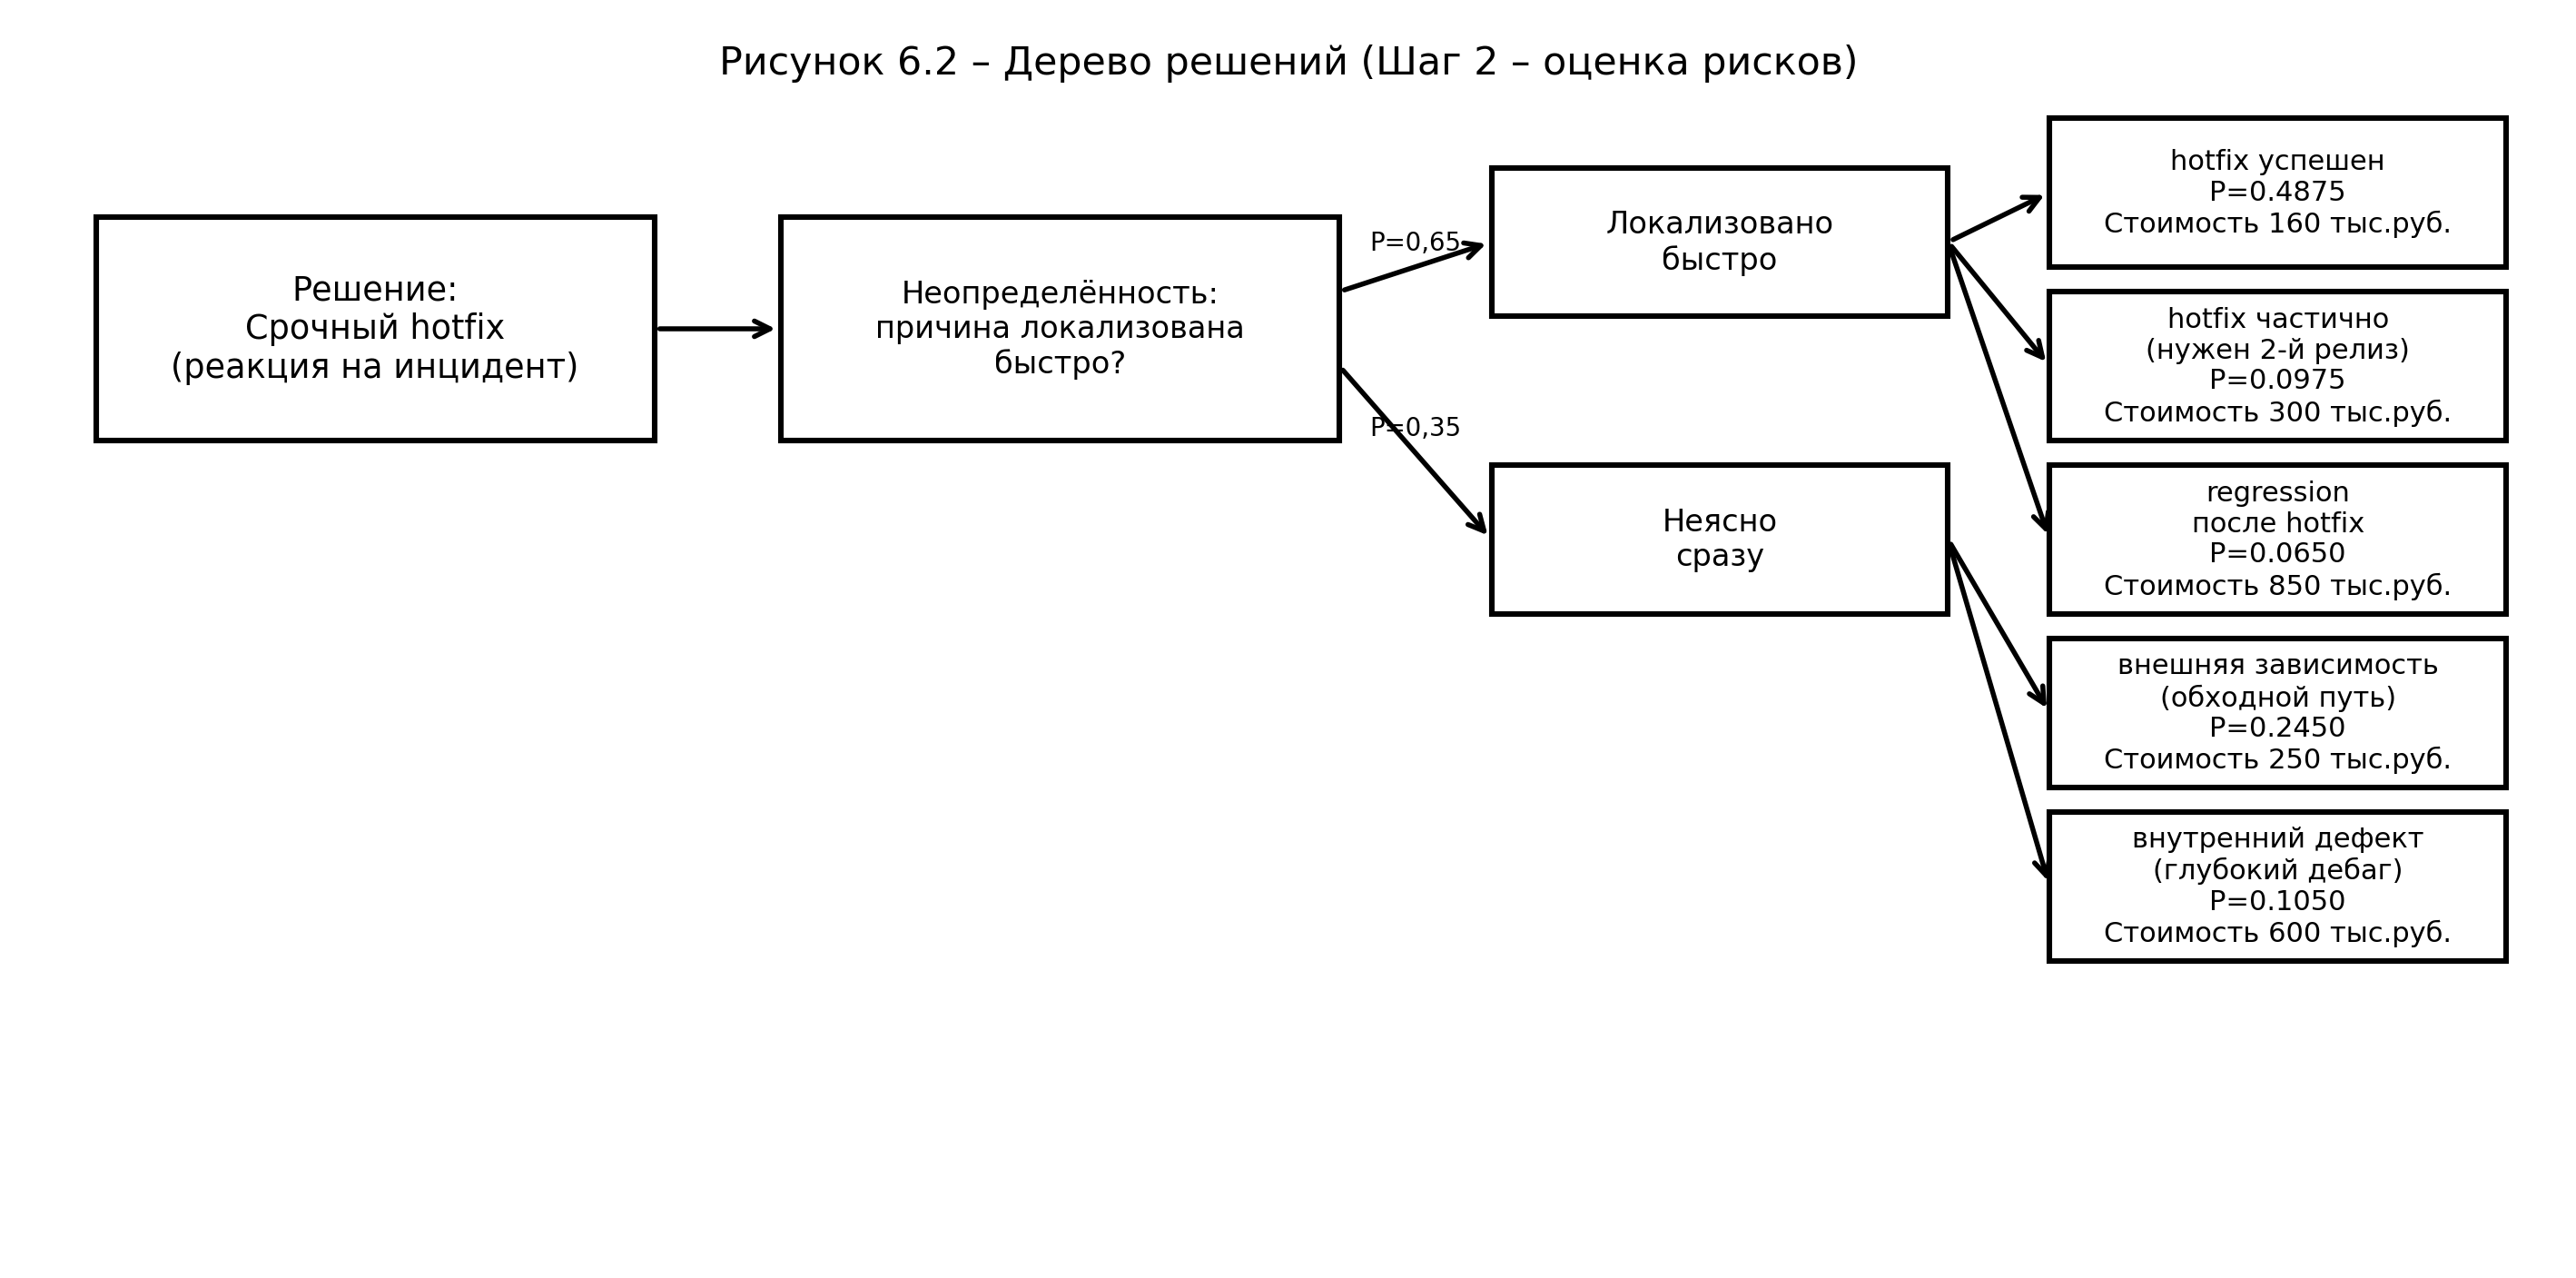 Рисунок 6.2 – Дерево решений (Шаг 2 – оценка рисков)
Решение:
Срочный hotfix
(реакция на инцидент)
Неопределённость:
причина локализована
быстро?
P=0,65
P=0,35
Локализовано
быстро
Неясно
сразу
hotfix успешен
P=0.4875
Стоимость 160 тыс.руб.
hotfix частично
(нужен 2-й релиз)
P=0.0975
Стоимость 300 тыс.руб.
regression
после hotfix
P=0.0650
Стоимость 850 тыс.руб.
внешняя зависимость
(обходной путь)
P=0.2450
Стоимость 250 тыс.руб.
внутренний дефект
(глубокий дебаг)
P=0.1050
Стоимость 600 тыс.руб.